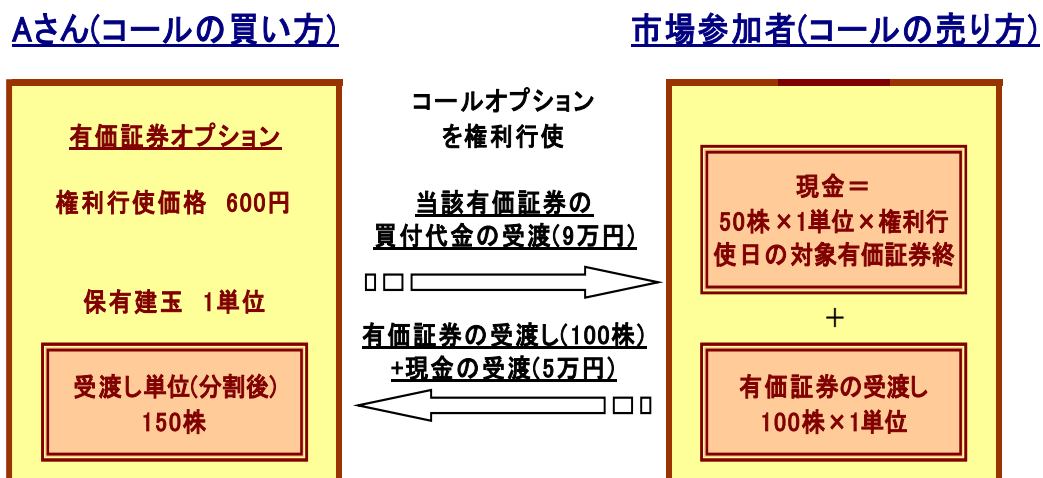 Aさん(コールの買い方)
市場参加者(コールの売り方)
有価証券オプション
権利行使価格 600円
保有建玉 1単位
受渡し単位(分割後)
150株
コールオプション
を権利行使
当該有価証券の
買付代金の受渡(9万円)
有価証券の受渡し(100株)
+現金の受渡(5万円)
現金＝
50株×1単位×権利行
使日の対象有価証券終
＋
有価証券の受渡し
100株×1単位